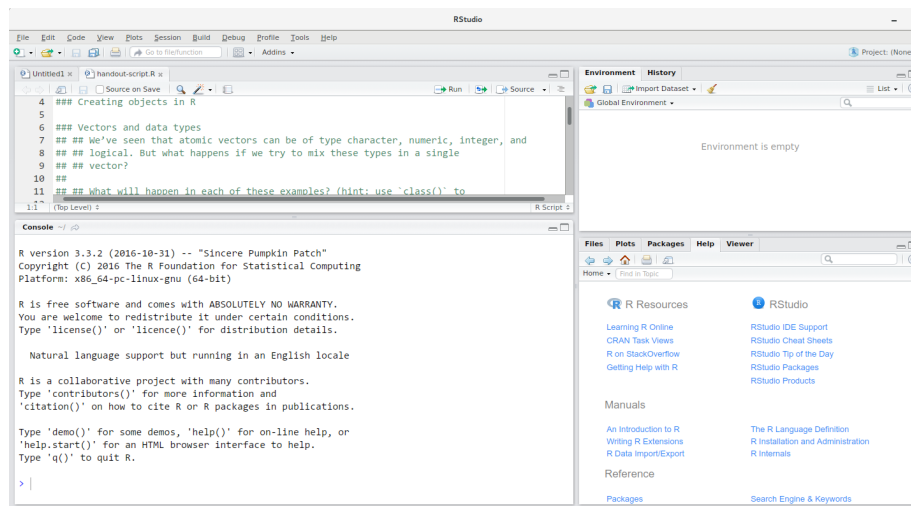 RStudio
File Edit Code View Plots Session Build Debug Profile Tools Help
Go to file/function Addins Project: (None
Untitled1 handout-script.R
Source on Save Run Source
4 ### Creating objects in R
5
6 ### Vectors and data types
7 ## ## We've seen that atomic vectors can be of type character, numeric, integer, and
8 ## ## logical. But what happens if we try to mix these types in a single
9 ## ## vector?
10 ##
11 ## ## What will happen in each of these examples? (hint: use `class()` to
1:1 (Top Level) R Script
Console ~/
R version 3.3.2 (2016-10-31) -- "Sincere Pumpkin Patch"
Copyright (C) 2016 The R Foundation for Statistical Computing
Platform: x86_64-pc-linux-gnu (64-bit)
R is free software and comes with ABSOLUTELY NO WARRANTY.
You are welcome to redistribute it under certain conditions.
Type 'license()' or 'licence()' for distribution details.
Natural language support but running in an English locale
R is a collaborative project with many contributors.
Type 'contributors()' for more information and
'citation()' on how to cite R or R packages in publications.
Type 'demo()' for some demos, 'help()' for on-line help, or
'help.start()' for an HTML browser interface to help.
Type 'q()' to quit R.
>
Environment History
Import Dataset List
Global Environment
Environment is empty
Files Plots Packages Help Viewer
Home Find in Topic
R Resources
Learning R Online
CRAN Task Views
R on StackOverflow
Getting Help with R
RStudio
RStudio IDE Support
RStudio Cheat Sheets
RStudio Tip of the Day
RStudio Packages
RStudio Products
Manuals
An Introduction to R
Writing R Extensions
R Data Import/Export
The R Language Definition
R Installation and Administration
R Internals
Reference
Packages
Search Engine & Keywords